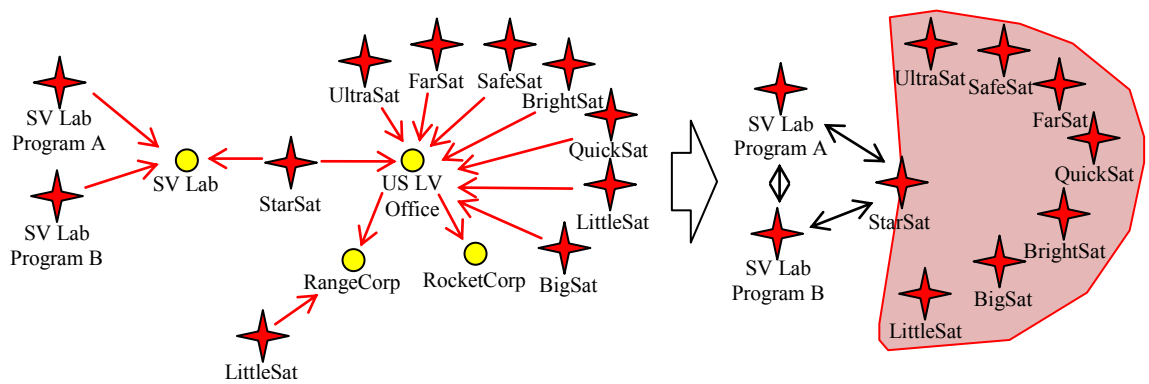 SV Lab
Program A
SV Lab
Program B
SV Lab
StarSat
UltraSat
FarSat
SafeSat
BrightSat
QuickSat
LittleSat
BigSat
US LV
Office
RangeCorp
RocketCorp
LittleSat
SV Lab
Program A
SV Lab
Program B
StarSat
UltraSat
SafeSat
FarSat
QuickSat
BrightSat
BigSat
LittleSat